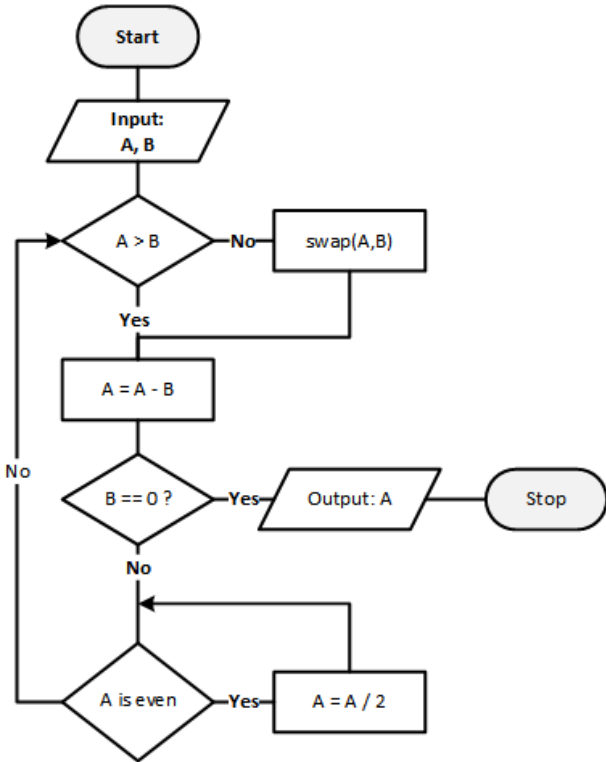 Start
Input:
A, B
A > B
No
swap(A,B)
Yes
A = A - B
No
B == 0 ?
Yes
Output: A
Stop
No
A is even
Yes
A = A / 2